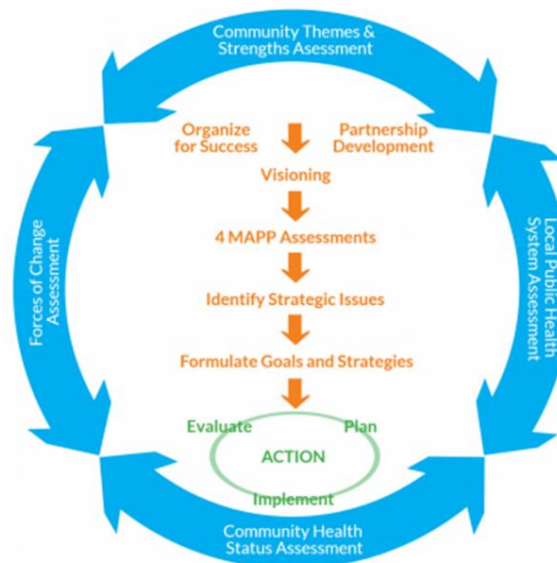 Community Themes &
Strengths Assessment
Organize
for Success
Partnership
Development
Visioning
4 MAPP Assessments
Identify Strategic Issues
Formulate Goals and Strategies
Forces of Change
Assessment
Local Public Health
System Assessment
Evaluate
Plan
ACTION
Implement
Community Health
Status Assessment